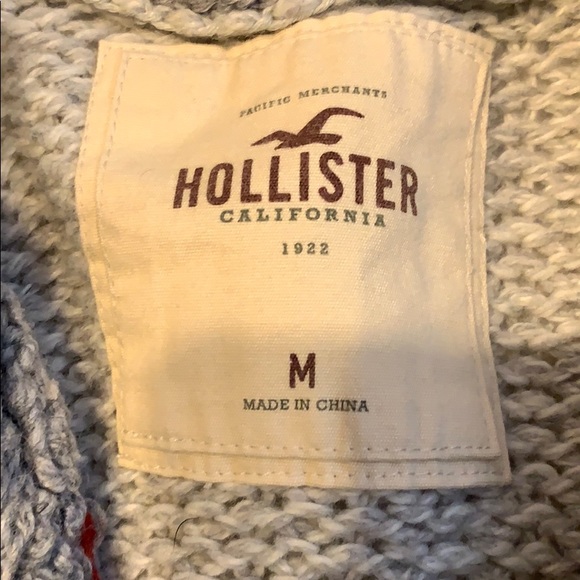 PACIFIC MERCHANTS
HOLLISTER
CALIFORNIA
1922
M
MADE IN CHINA